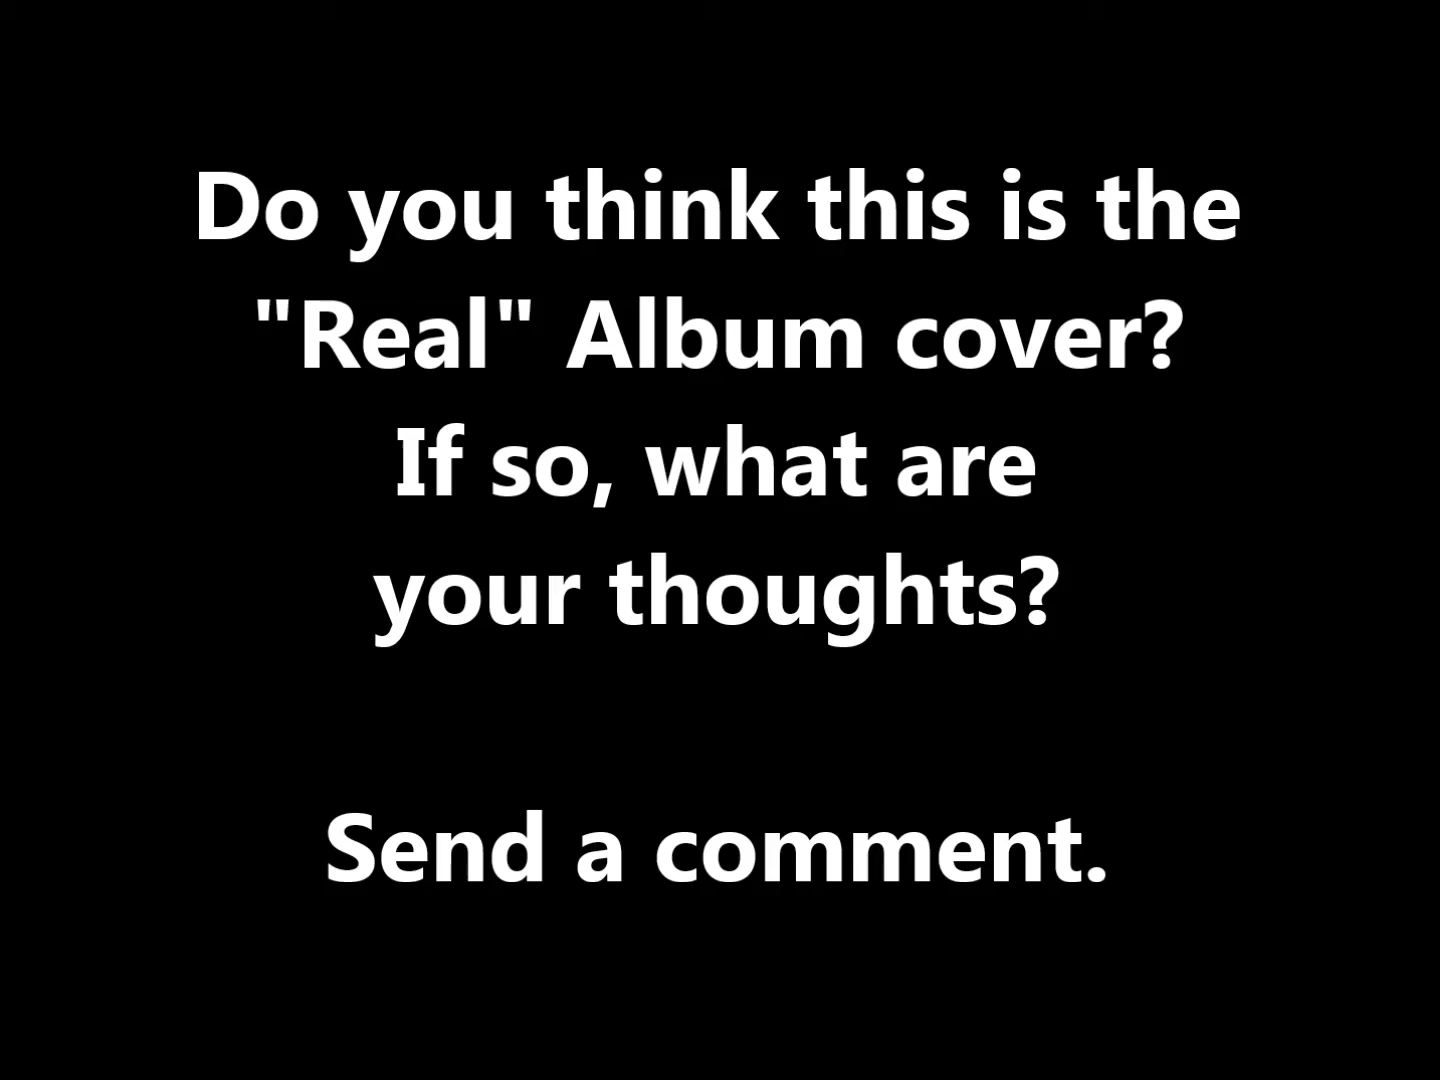 Do you think this is the
"Real" Album cover?
If so, what are
your thoughts?
Send a comment.